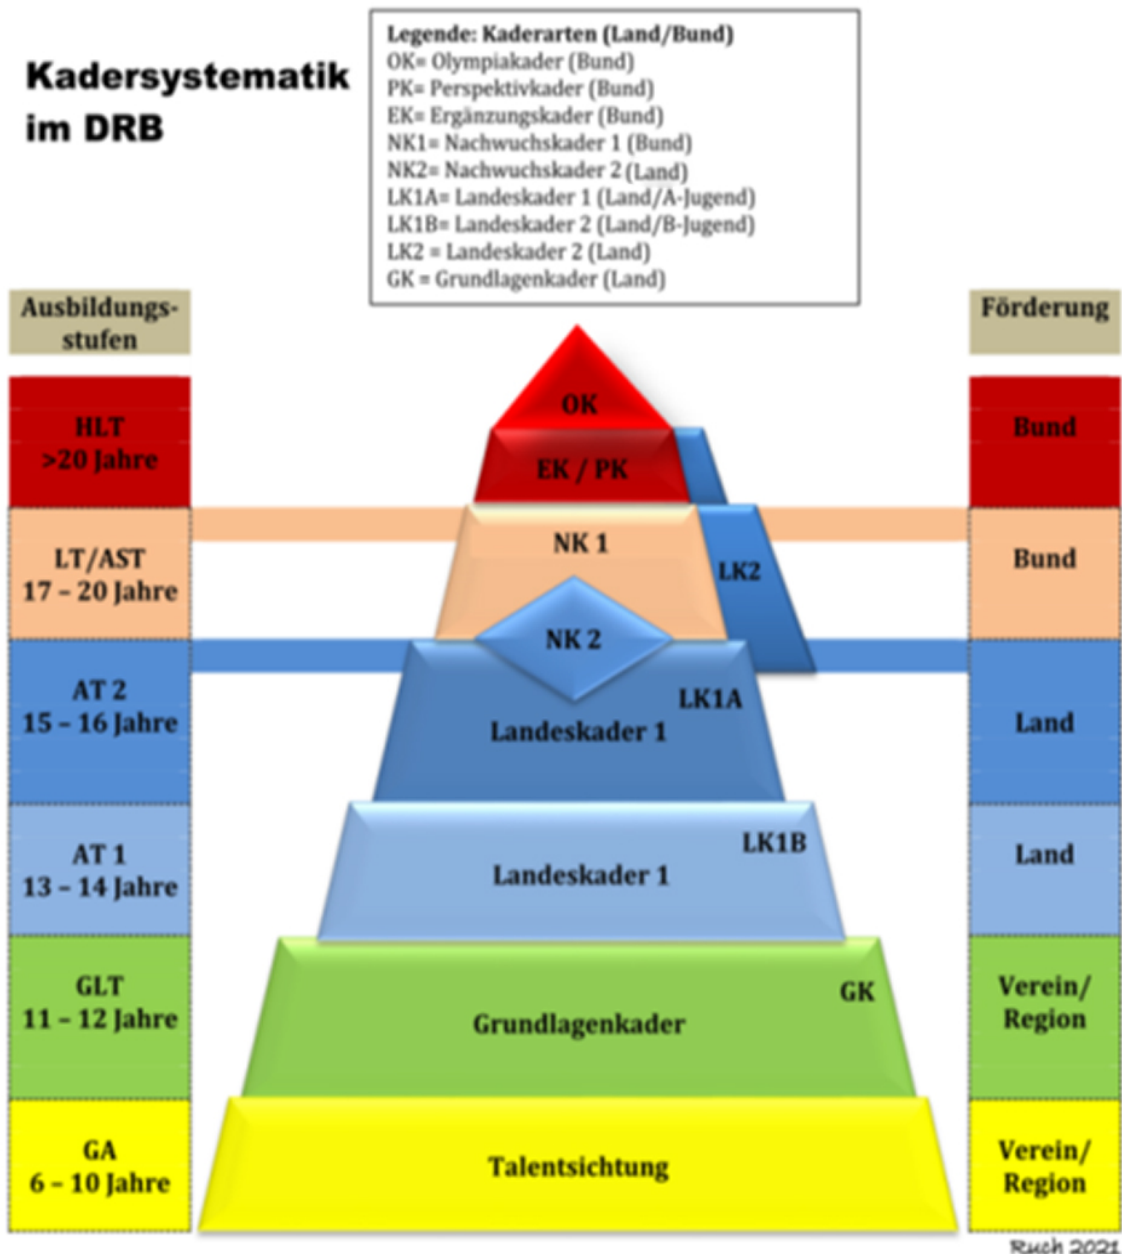 Kadersystematik
im DRB
Legende: Kaderarten (Land/Bund)
OK= Olympiakader (Bund)
PK= Perspektivkader (Bund)
EK= Ergänzungskader (Bund)
NK1= Nachwuchskader 1 (Bund)
NK2= Nachwuchskader 2 (Land)
LK1A= Landeskader 1 (Land/A-Jugend)
LK1B= Landeskader 2 (Land/B-Jugend)
LK2 = Landeskader 2 (Land)
GK = Grundlagenkader (Land)
Ausbildungs-
stufen
Förderung
OK
HLT
>20 Jahre
EK / PK
Bund
LT/AST
17 – 20 Jahre
NK 1
LK2
Bund
NK 2
AT 2
15 – 16 Jahre
LK1A
Landeskader 1
Land
AT 1
13 – 14 Jahre
LK1B
Landeskader 1
Land
GLT
11 – 12 Jahre
GK
Grundlagenkader
Verein/
Region
GA
6 – 10 Jahre
Talentsichtung
Verein/
Region
Ruch 2021